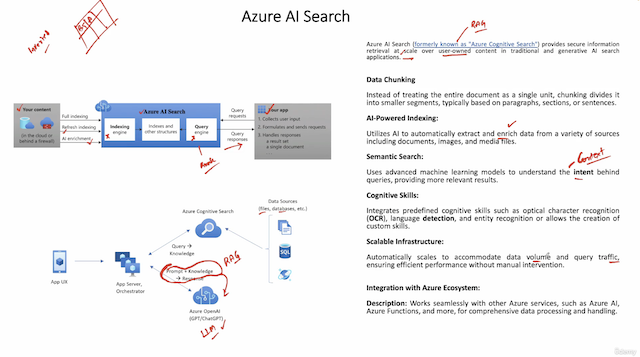 Azure AI Search
RAG
Inverted
Azure AI Search (formerly known as "Azure Cognitive Search") provides secure information
retrieval at scale over user-owned content in traditional and generative AI search
applications.
Data Chunking
Instead of treating the entire document as a single unit, chunking divides it
into smaller segments, typically based on paragraphs, sections, or sentences.
AI-Powered Indexing:
Utilizes AI to automatically extract and enrich data from a variety of sources
including documents, images, and media files.
Semantic Search:
Context
Uses advanced machine learning models to understand the intent behind
queries, providing more relevant results.
Cognitive Skills:
Integrates predefined cognitive skills such as optical character recognition
(OCR), language detection, and entity recognition or allows the creation of
custom skills.
Scalable Infrastructure:
Automatically scales to accommodate data volume and query traffic,
ensuring efficient performance without manual intervention.
Integration with Azure Ecosystem:
Description: Works seamlessly with other Azure services, such as Azure AI,
Azure Functions, and more, for comprehensive data processing and handling.
Your content
In the cloud or on-premises
(behind a firewall)
Full indexing
Refresh indexing
AI enrichment
Azure AI Search
Indexing
engine
Indexes and
other structures
Query
engine
Query
requests
Query
responses
Your app
1. Collects user input
2. Formulates and sends requests
3. Handles responses
a result set
a single document
Data Sources
(files, databases, etc.)
Azure Cognitive Search
Query →
Knowledge
RAG
Prompt + Knowledge
→ Response
App UX
App Server,
Orchestrator
SQL
Azure OpenAI
(GPT/ChatGPT)
LLM
Udemy